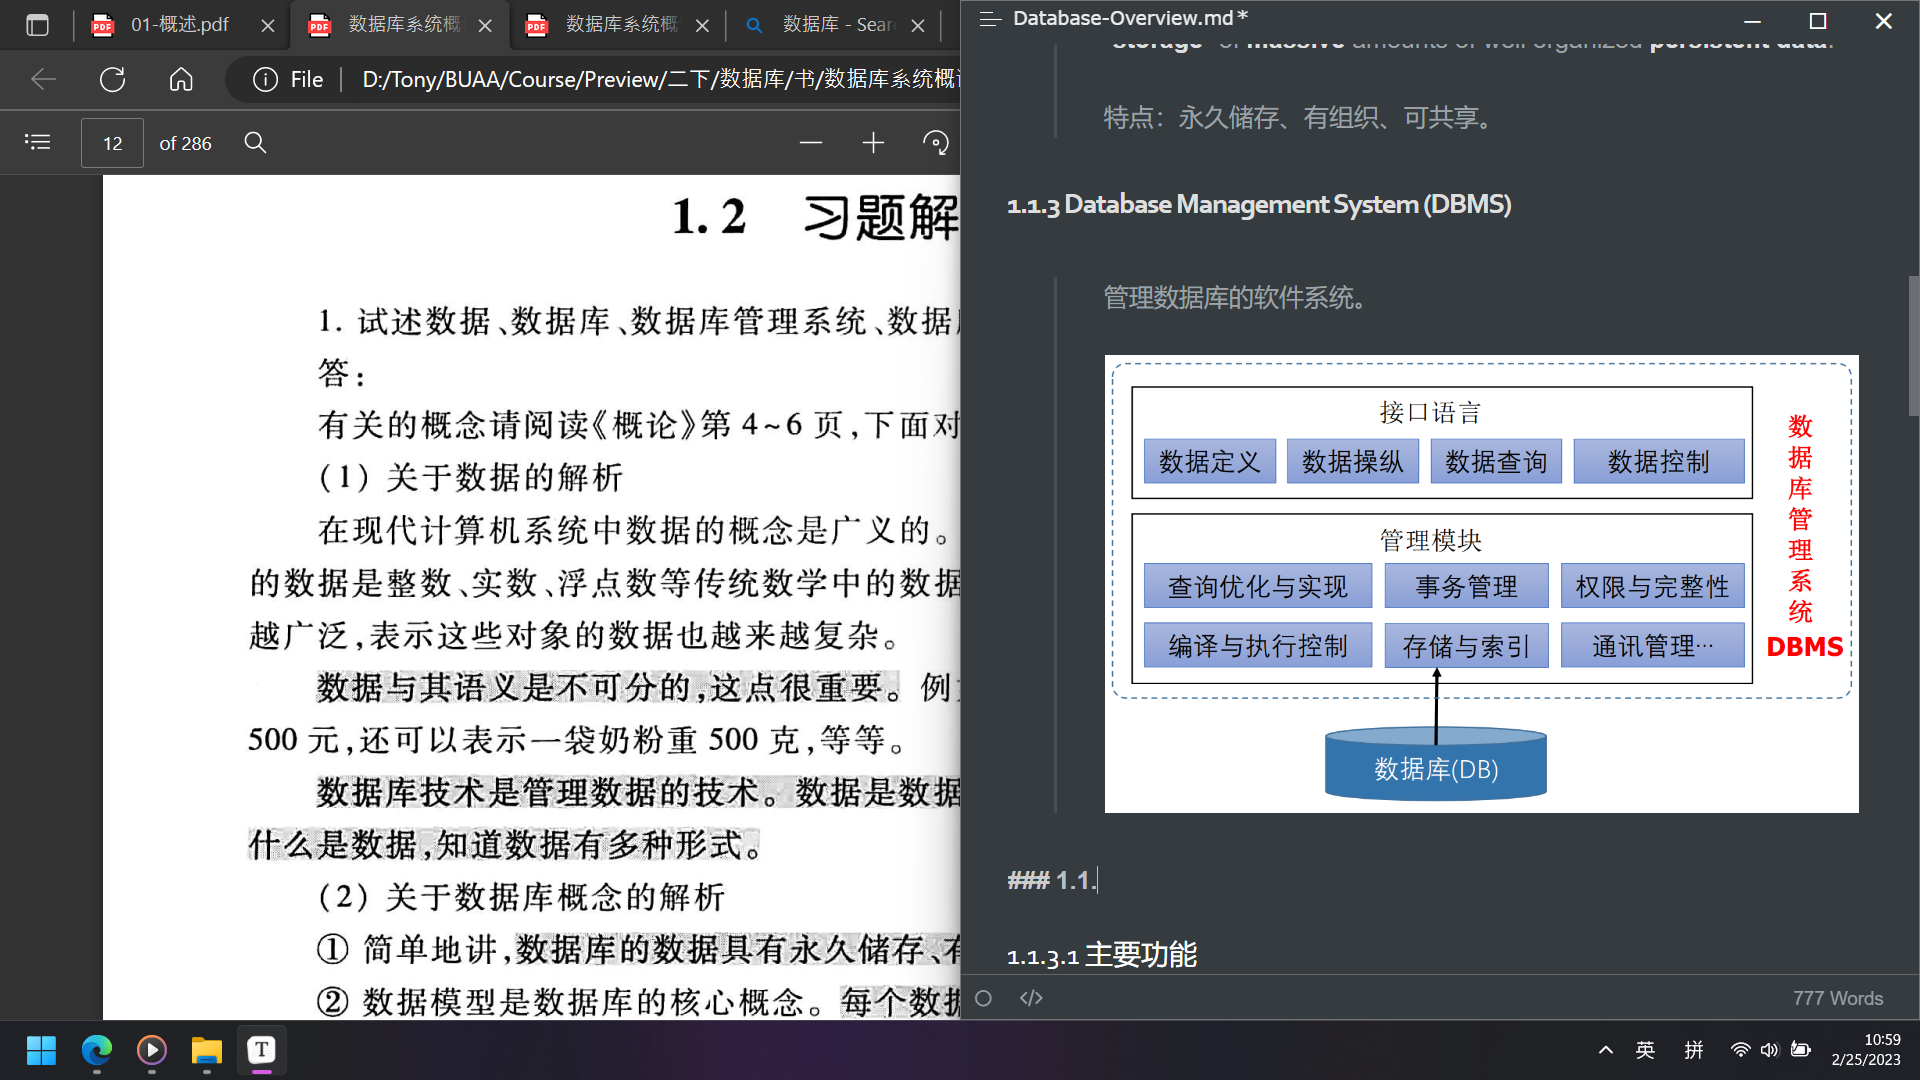 01-概述.pdf
数据库系统概
数据库系统概
数据库 - Sear
File
D:/Tony/BUAA/Course/Preview/二下/数据库/书/数据库系统概
12 of 286
1.2 习题解
1. 试述数据、数据库、数据库管理系统、数据
答：
有关的概念请阅读《概论》第 4~6 页，下面对
(1) 关于数据的解析
在现代计算机系统中数据的概念是广义的。
的数据是整数、实数、浮点数等传统数学中的数据
越广泛，表示这些对象的数据也越来越复杂。
数据与其语义是不可分的，这点很重要。例
500 元，还可以表示一袋奶粉重 500 克，等等。
数据库技术是管理数据的技术。数据是数据
什么是数据，知道数据有多种形式。
(2) 关于数据库概念的解析
① 简单地讲，数据库的数据具有永久储存、有
② 数据模型是数据库的核心概念。每个数据
Database-Overview.md*
storage of massive amounts of well organized persistent data.
特点：永久储存、有组织、可共享。
1.1.3 Database Management System (DBMS)
管理数据库的软件系统。
接口语言
数据定义 数据操纵 数据查询 数据控制
管理模块
查询优化与实现 事务管理 权限与完整性
编译与执行控制 存储与索引 通讯管理…
数据库管理系统
DBMS
数据库(DB)
### 1.1.
1.1.3.1 主要功能
777 Words
英 拼
10:59
2/25/2023